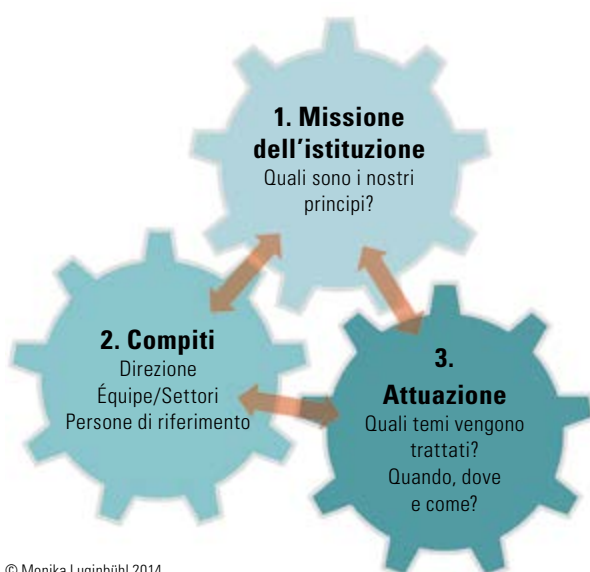 1. Missione
dell'istituzione
Quali sono i nostri
principi?
2. Compiti
Direzione
Équipe/Settori
Persone di riferimento
3.
Attuazione
Quali temi vengono
trattati?
Quando, dove
e come?
© Monika Luginbühl 2014